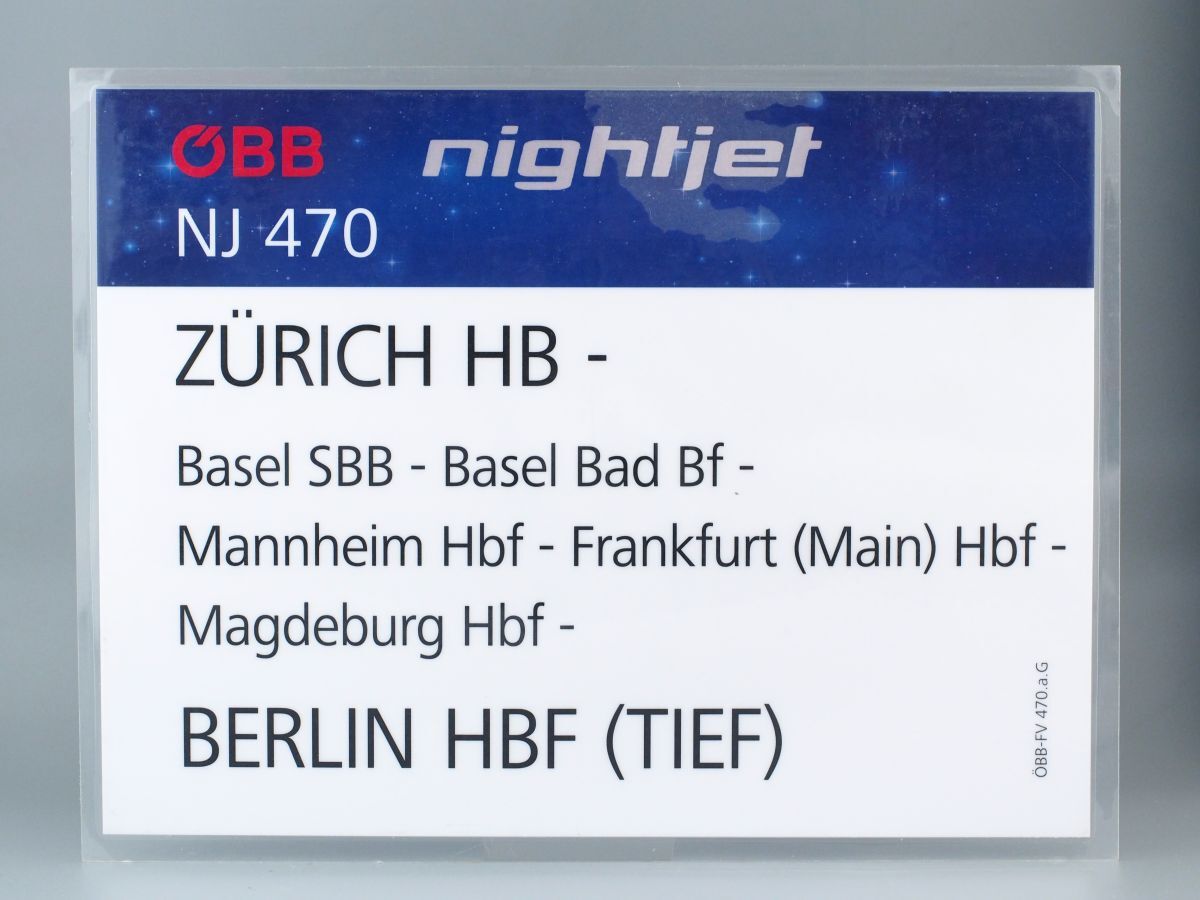 ÖBB nightjet
NJ 470
ZÜRICH HB -
Basel SBB - Basel Bad Bf -
Mannheim Hbf - Frankfurt (Main) Hbf -
Magdeburg Hbf -
BERLIN HBF (TIEF)
ÖBB-FV 470.a.G